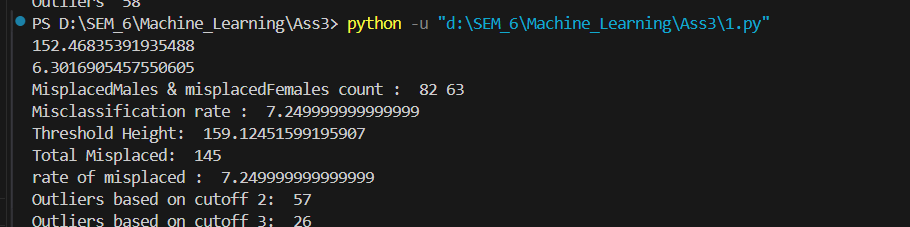 Outliers  58
PS D:\SEM_6\Machine_Learning\Ass3> python -u "d:\SEM_6\Machine_Learning\Ass3\1.py"
152.46835391935488
6.3016905457550605
MisplacedMales & misplacedFemales count :  82 63
Misclassification rate :  7.249999999999999
Threshold Height:  159.12451599195907
Total Misplaced:  145
rate of misplaced :  7.249999999999999
Outliers based on cutoff 2:  57
Outliers based on cutoff 3:  26